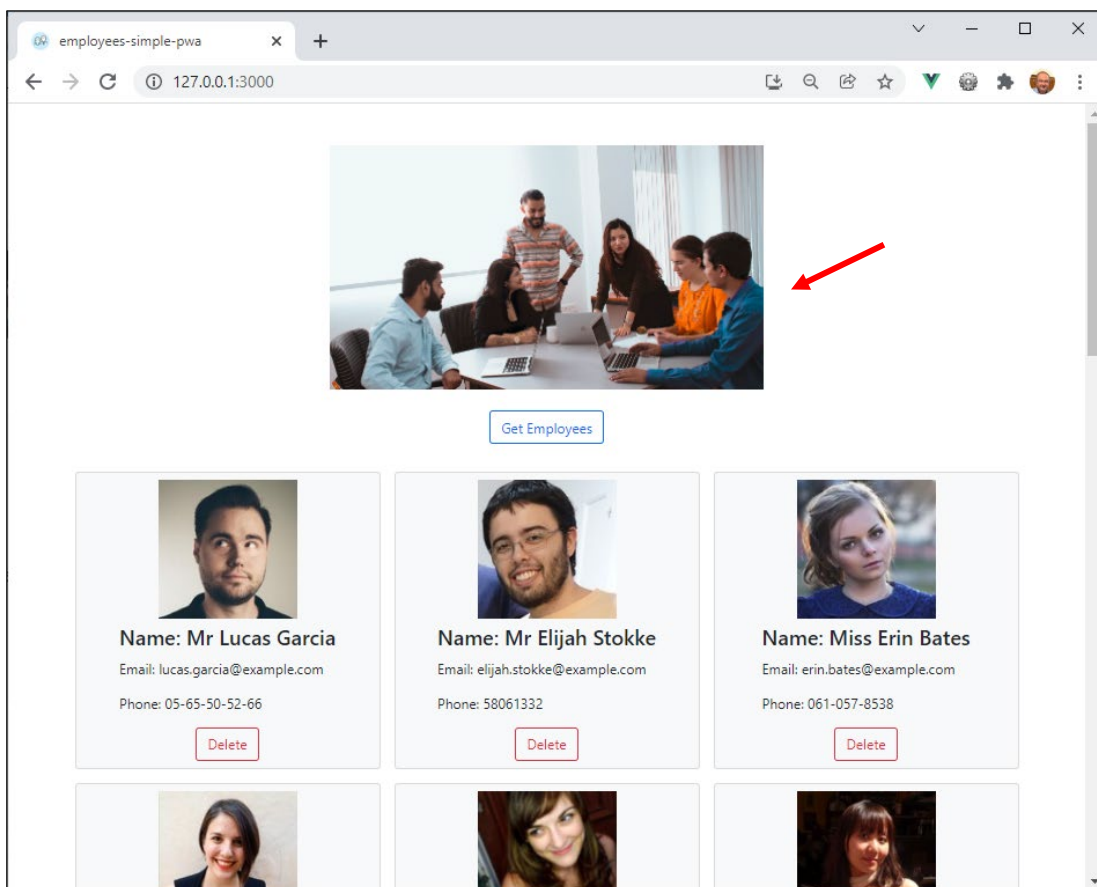 employees-simple-pwa
127.0.0.1:3000
Get Employees
Name: Mr Lucas Garcia
Email: lucas.garcia@example.com
Phone: 05-65-50-52-66
Delete
Name: Mr Elijah Stokke
Email: elijah.stokke@example.com
Phone: 58061332
Delete
Name: Miss Erin Bates
Email: erin.bates@example.com
Phone: 061-057-8538
Delete